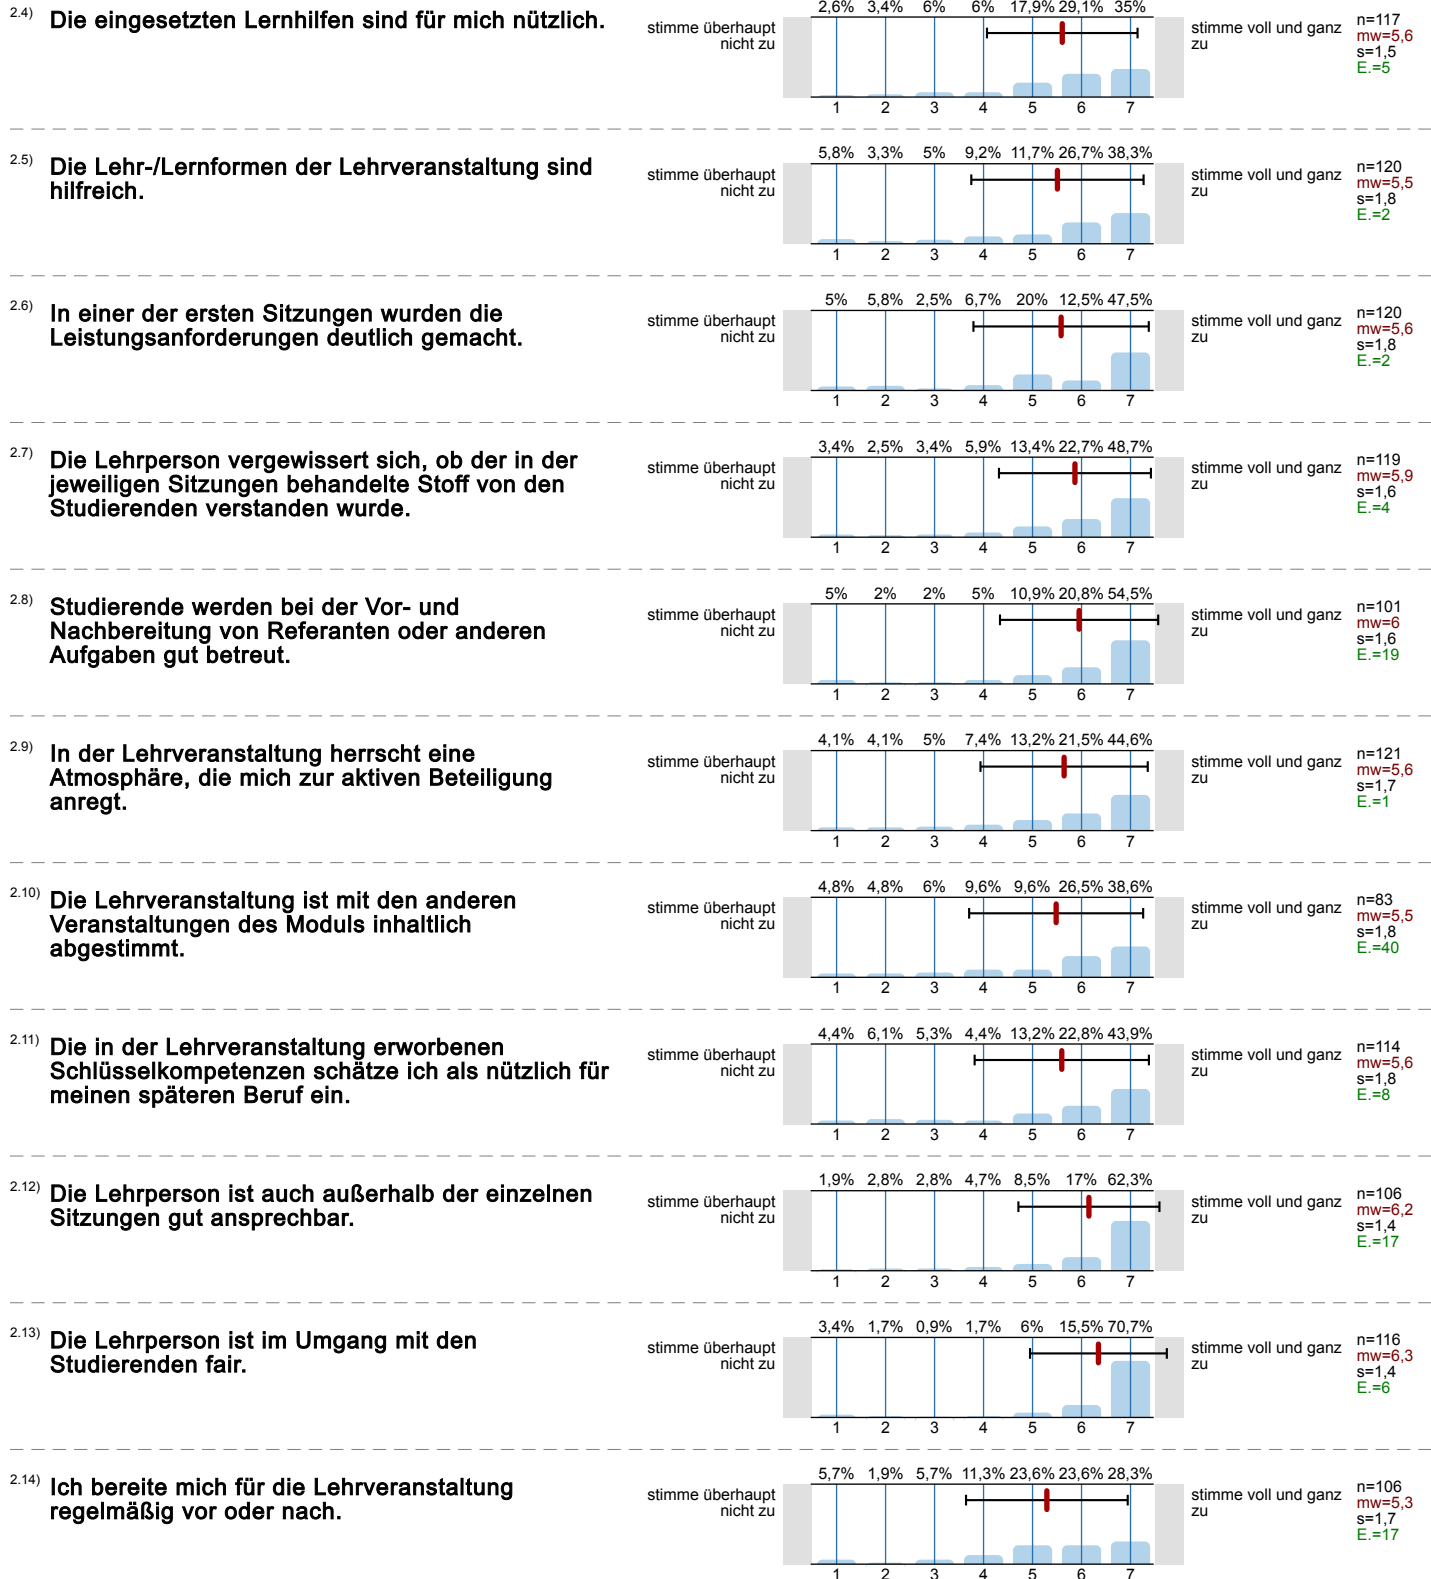 2.4) Die eingesetzten Lernhilfen sind für mich nützlich.
stimme überhaupt
nicht zu
2,6% 3,4% 6% 6% 17,9% 29,1% 35%
1 2 3 4 5 6 7
stimme voll und ganz
zu
n=117
mw=5,6
s=1,5
E.=5
2.5) Die Lehr-/Lernformen der Lehrveranstaltung sind
hilfreich.
stimme überhaupt
nicht zu
5,8% 3,3% 5% 9,2% 11,7% 26,7% 38,3%
1 2 3 4 5 6 7
stimme voll und ganz
zu
n=120
mw=5,5
s=1,8
E.=2
2.6) In einer der ersten Sitzungen wurden die
Leistungsanforderungen deutlich gemacht.
stimme überhaupt
nicht zu
5% 5,8% 2,5% 6,7% 20% 12,5% 47,5%
1 2 3 4 5 6 7
stimme voll und ganz
zu
n=120
mw=5,6
s=1,8
E.=2
2.7) Die Lehrperson vergewissert sich, ob der in der
jeweiligen Sitzungen behandelte Stoff von den
Studierenden verstanden wurde.
stimme überhaupt
nicht zu
3,4% 2,5% 3,4% 5,9% 13,4% 22,7% 48,7%
1 2 3 4 5 6 7
stimme voll und ganz
zu
n=119
mw=5,9
s=1,6
E.=4
2.8) Studierende werden bei der Vor- und
Nachbereitung von Referanten oder anderen
Aufgaben gut betreut.
stimme überhaupt
nicht zu
5% 2% 2% 5% 10,9% 20,8% 54,5%
1 2 3 4 5 6 7
stimme voll und ganz
zu
n=101
mw=6
s=1,6
E.=19
2.9) In der Lehrveranstaltung herrscht eine
Atmosphäre, die mich zur aktiven Beteiligung
anregt.
stimme überhaupt
nicht zu
4,1% 4,1% 5% 7,4% 13,2% 21,5% 44,6%
1 2 3 4 5 6 7
stimme voll und ganz
zu
n=121
mw=5,6
s=1,7
E.=1
2.10) Die Lehrveranstaltung ist mit den anderen
Veranstaltungen des Moduls inhaltlich
abgestimmt.
stimme überhaupt
nicht zu
4,8% 4,8% 6% 9,6% 9,6% 26,5% 38,6%
1 2 3 4 5 6 7
stimme voll und ganz
zu
n=83
mw=5,5
s=1,8
E.=40
2.11) Die in der Lehrveranstaltung erworbenen
Schlüsselkompetenzen schätze ich als nützlich für
meinen späteren Beruf ein.
stimme überhaupt
nicht zu
4,4% 6,1% 5,3% 4,4% 13,2% 22,8% 43,9%
1 2 3 4 5 6 7
stimme voll und ganz
zu
n=114
mw=5,6
s=1,8
E.=8
2.12) Die Lehrperson ist auch außerhalb der einzelnen
Sitzungen gut ansprechbar.
stimme überhaupt
nicht zu
1,9% 2,8% 2,8% 4,7% 8,5% 17% 62,3%
1 2 3 4 5 6 7
stimme voll und ganz
zu
n=106
mw=6,2
s=1,4
E.=17
2.13) Die Lehrperson ist im Umgang mit den
Studierenden fair.
stimme überhaupt
nicht zu
3,4% 1,7% 0,9% 1,7% 6% 15,5% 70,7%
1 2 3 4 5 6 7
stimme voll und ganz
zu
n=116
mw=6,3
s=1,4
E.=6
2.14) Ich bereite mich für die Lehrveranstaltung
regelmäßig vor oder nach.
stimme überhaupt
nicht zu
5,7% 1,9% 5,7% 11,3% 23,6% 23,6% 28,3%
1 2 3 4 5 6 7
stimme voll und ganz
zu
n=106
mw=5,3
s=1,7
E.=17